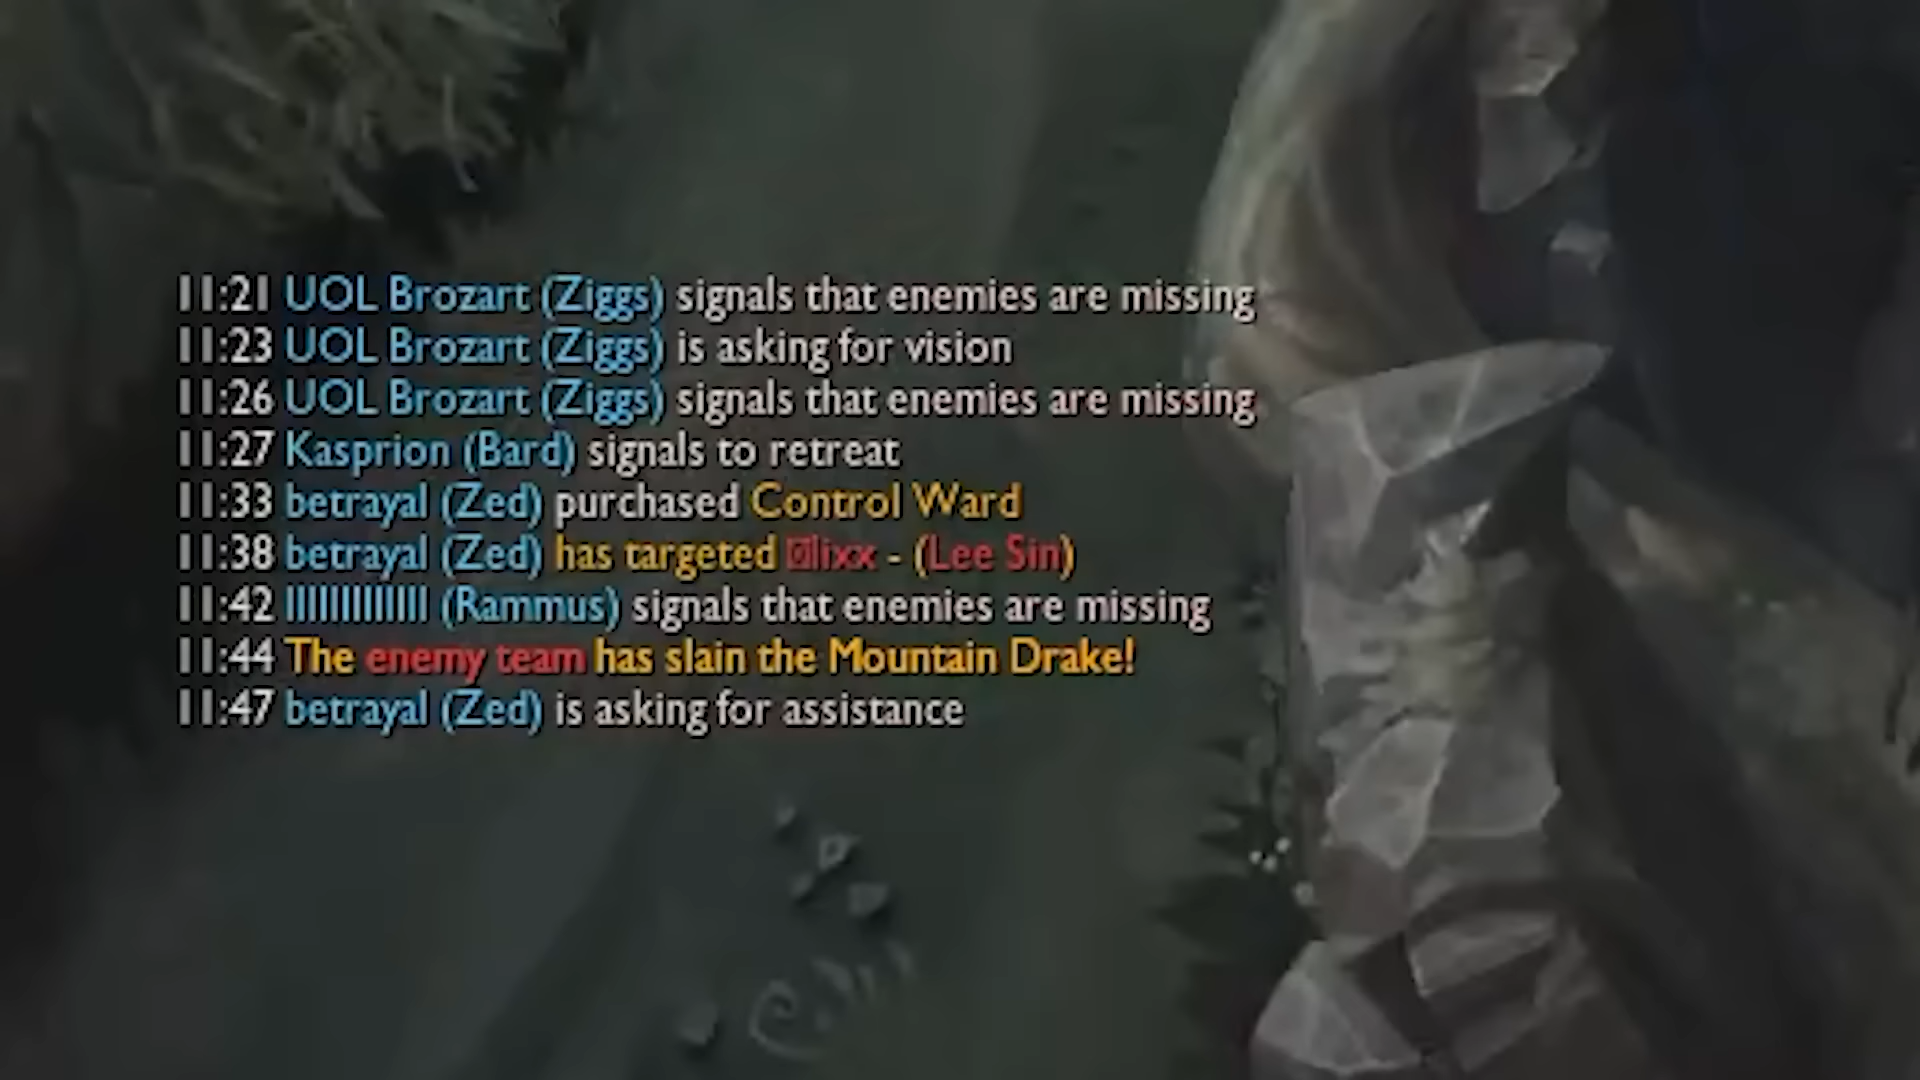 11:21 UOL Brozart (Ziggs) signals that enemies are missing
11:23 UOL Brozart (Ziggs) is asking for vision
11:26 UOL Brozart (Ziggs) signals that enemies are missing
11:27 Kasprion (Bard) signals to retreat
11:33 betrayal (Zed) purchased Control Ward
11:38 betrayal (Zed) has targeted - (Lee Sin)
11:42 (Rammus) signals that enemies are missing
11:44 The enemy team has slain the Mountain Drake!
11:47 betrayal (Zed) is asking for assistance